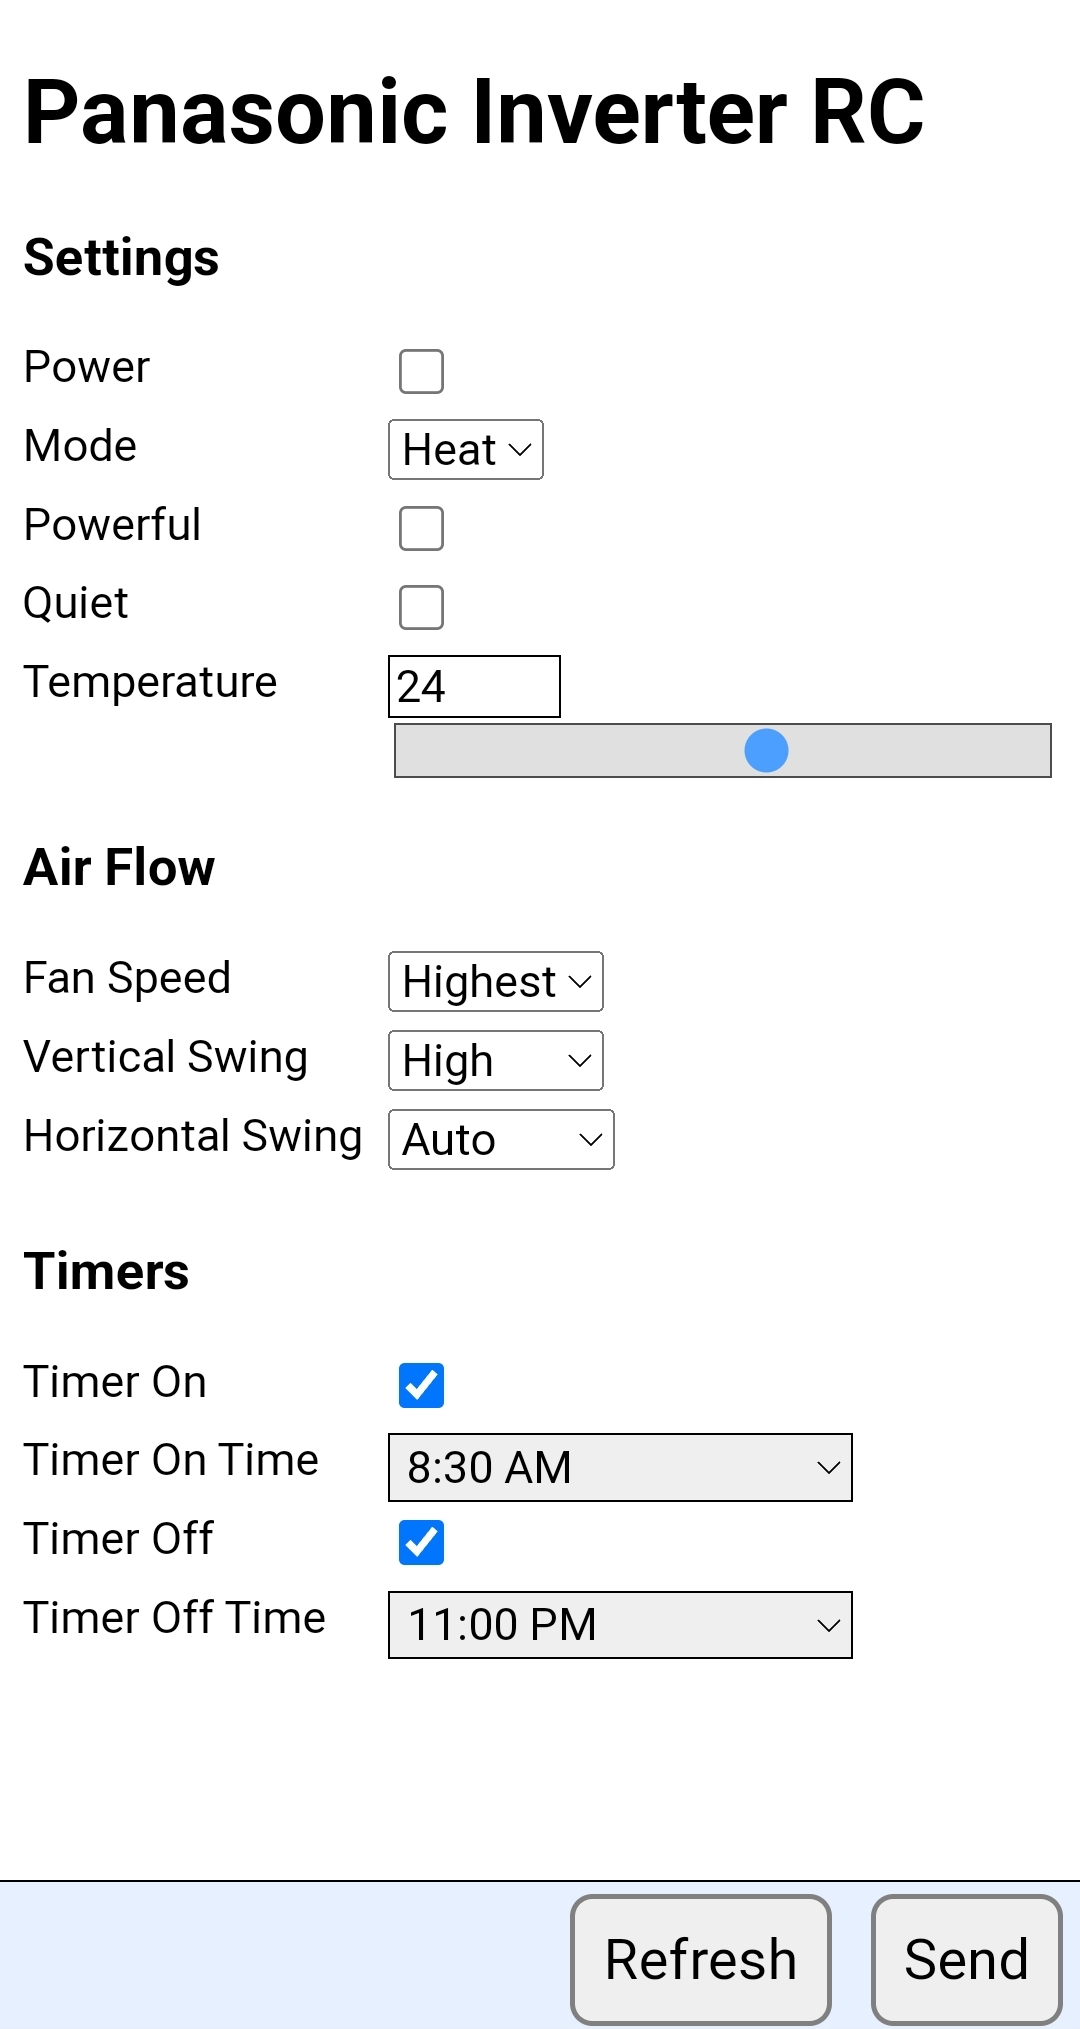 Panasonic Inverter RC
Settings
Power
Mode Heat
Powerful
Quiet
Temperature 24
Air Flow
Fan Speed Highest
Vertical Swing High
Horizontal Swing Auto
Timers
Timer On
Timer On Time 8:30 AM
Timer Off
Timer Off Time 11:00 PM
Refresh Send